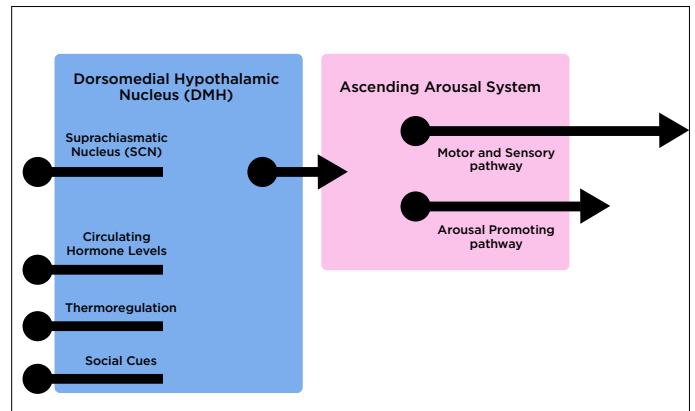 Dorsomedial Hypothalamic
Nucleus (DMH)
Suprachiasmatic
Nucleus (SCN)
Circulating
Hormone Levels
Thermoregulation
Social Cues
Ascending Arousal System
Motor and Sensory
pathway
Arousal Promoting
pathway